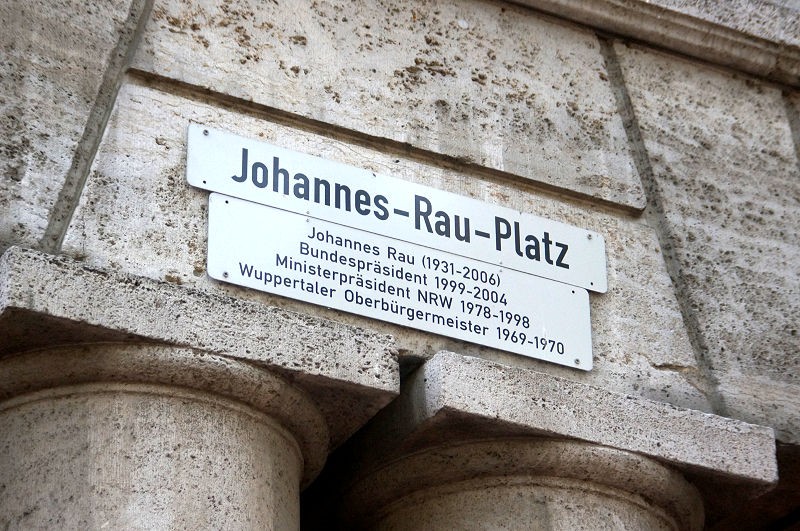 Johannes-Rau-Platz
Johannes Rau (1931-2006)
Bundespräsident 1999-2004
Ministerpräsident NRW 1978-1998
Wuppertaler Oberbürgermeister 1969-1970